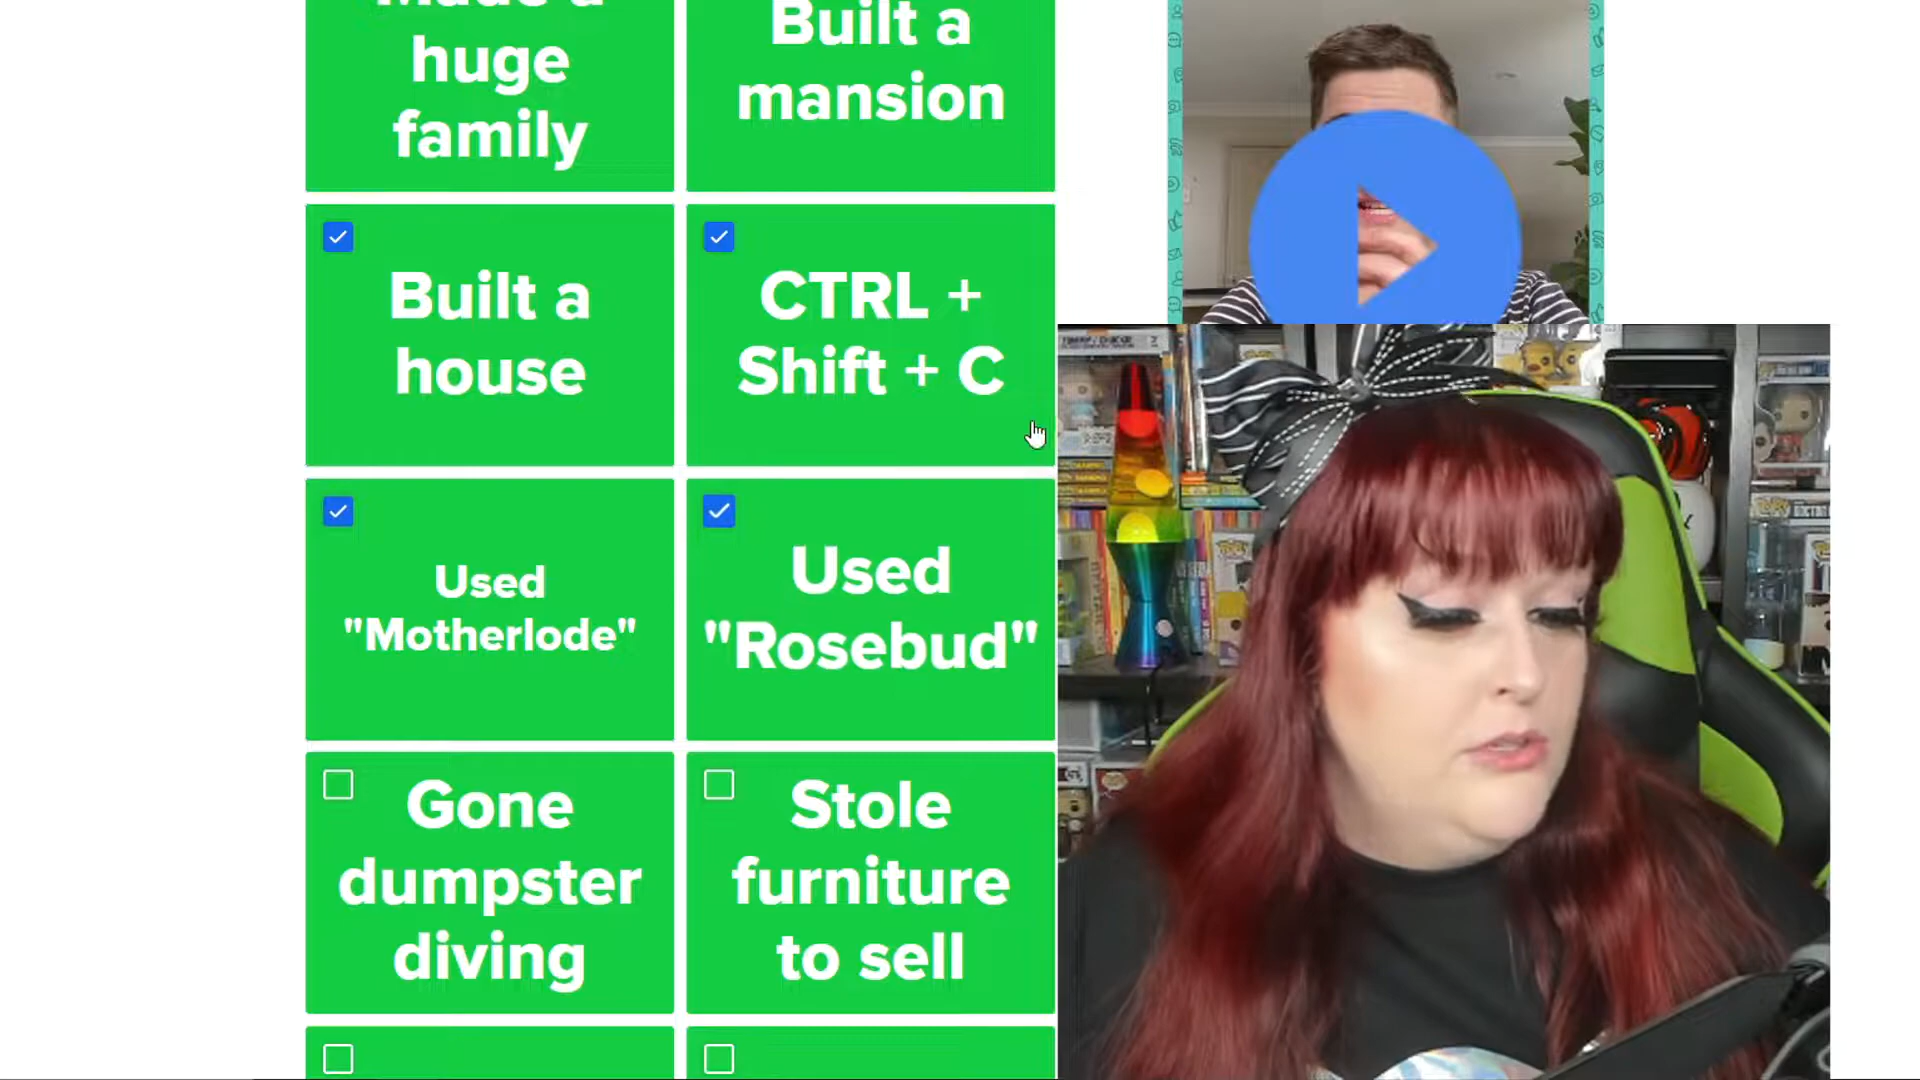 Made a
huge
family
Built a
mansion
Built a
house
CTRL +
Shift + C
Used
"Motherlode"
Used
"Rosebud"
Gone
dumpster
diving
Stole
furniture
to sell